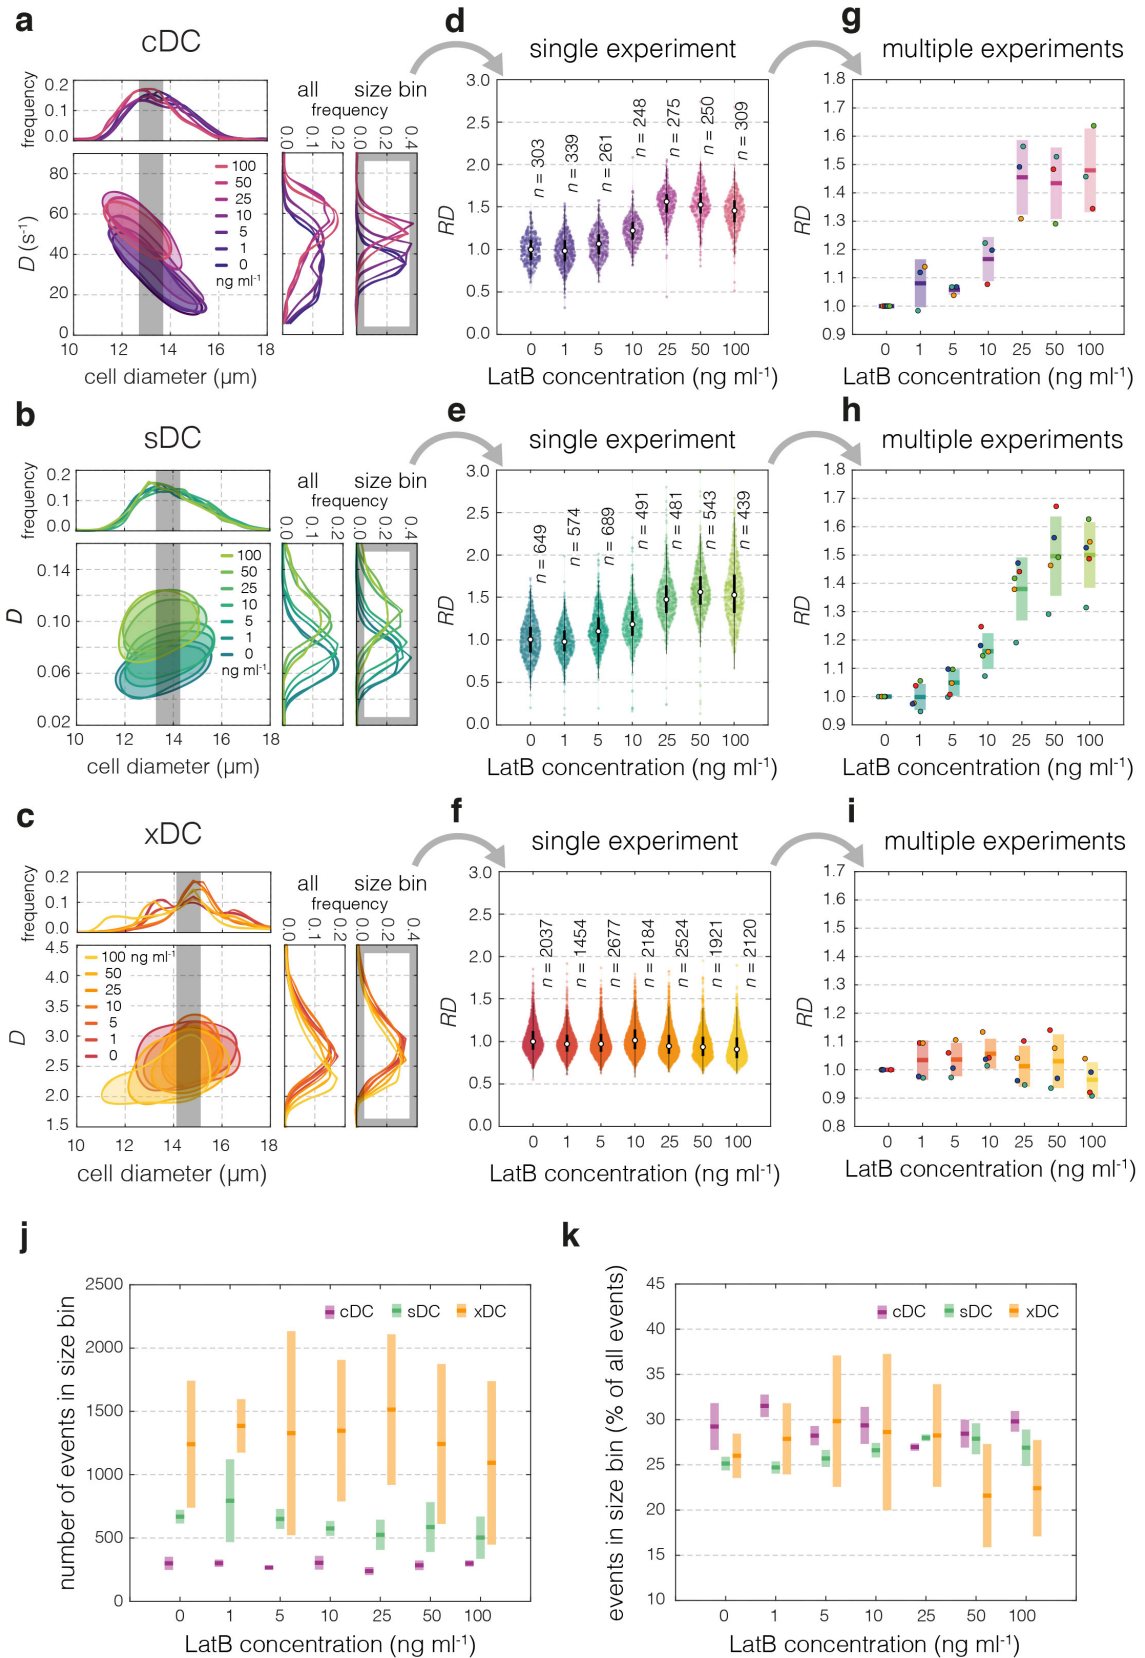 a
cDC
frequency
0.2
0.1
0.0
all
size bin
frequency
0.0
0.1
0.2
0.0
0.2
0.4
D (s⁻¹)
80
60
40
20
0
100
50
25
10
5
1
0
ng ml⁻¹
10 12 14 16 18
cell diameter (µm)
d
single experiment
RD
3.0
2.5
2.0
1.5
1.0
0.5
0.0
n = 303
n = 339
n = 261
n = 248
n = 275
n = 250
n = 309
0 1 5 10 25 50 100
LatB concentration (ng ml⁻¹)
g
multiple experiments
RD
1.8
1.7
1.6
1.5
1.4
1.3
1.2
1.1
1.0
0.9
0 1 5 10 25 50 100
LatB concentration (ng ml⁻¹)
b
sDC
frequency
0.2
0.1
0.0
all
size bin
frequency
0.0
0.1
0.2
0.0
0.2
0.4
D
0.14
0.10
0.06
0.02
100
50
25
10
5
1
0
ng ml⁻¹
10 12 14 16 18
cell diameter (µm)
e
single experiment
RD
3.0
2.5
2.0
1.5
1.0
0.5
0.0
n = 649
n = 574
n = 689
n = 491
n = 481
n = 543
n = 439
0 1 5 10 25 50 100
LatB concentration (ng ml⁻¹)
h
multiple experiments
RD
1.8
1.7
1.6
1.5
1.4
1.3
1.2
1.1
1.0
0.9
0 1 5 10 25 50 100
LatB concentration (ng ml⁻¹)
c
xDC
frequency
0.2
0.1
0.0
all
size bin
frequency
0.0
0.1
0.2
0.0
0.2
0.4
D
4.5
4.0
3.5
3.0
2.5
2.0
1.5
100 ng ml⁻¹
50
25
10
5
1
0
10 12 14 16 18
cell diameter (µm)
f
single experiment
RD
3.0
2.5
2.0
1.5
1.0
0.5
0.0
n = 2037
n = 1454
n = 2677
n = 2184
n = 2524
n = 1921
n = 2120
0 1 5 10 25 50 100
LatB concentration (ng ml⁻¹)
i
multiple experiments
RD
1.7
1.6
1.5
1.4
1.3
1.2
1.1
1.0
0.9
0.8
0 1 5 10 25 50 100
LatB concentration (ng ml⁻¹)
j
number of events in size bin
2500
2000
1500
1000
500
0
cDC sDC xDC
0 1 5 10 25 50 100
LatB concentration (ng ml⁻¹)
k
events in size bin (% of all events)
45
40
35
30
25
20
15
10
cDC sDC xDC
0 1 5 10 25 50 100
LatB concentration (ng ml⁻¹)